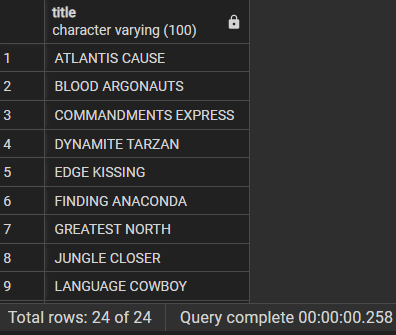 title
character varying (100)
1 ATLANTIS CAUSE
2 BLOOD ARGONAUTS
3 COMMANDMENTS EXPRESS
4 DYNAMITE TARZAN
5 EDGE KISSING
6 FINDING ANACONDA
7 GREATEST NORTH
8 JUNGLE CLOSER
9 LANGUAGE COWBOY
Total rows: 24 of 24 Query complete 00:00:00.258